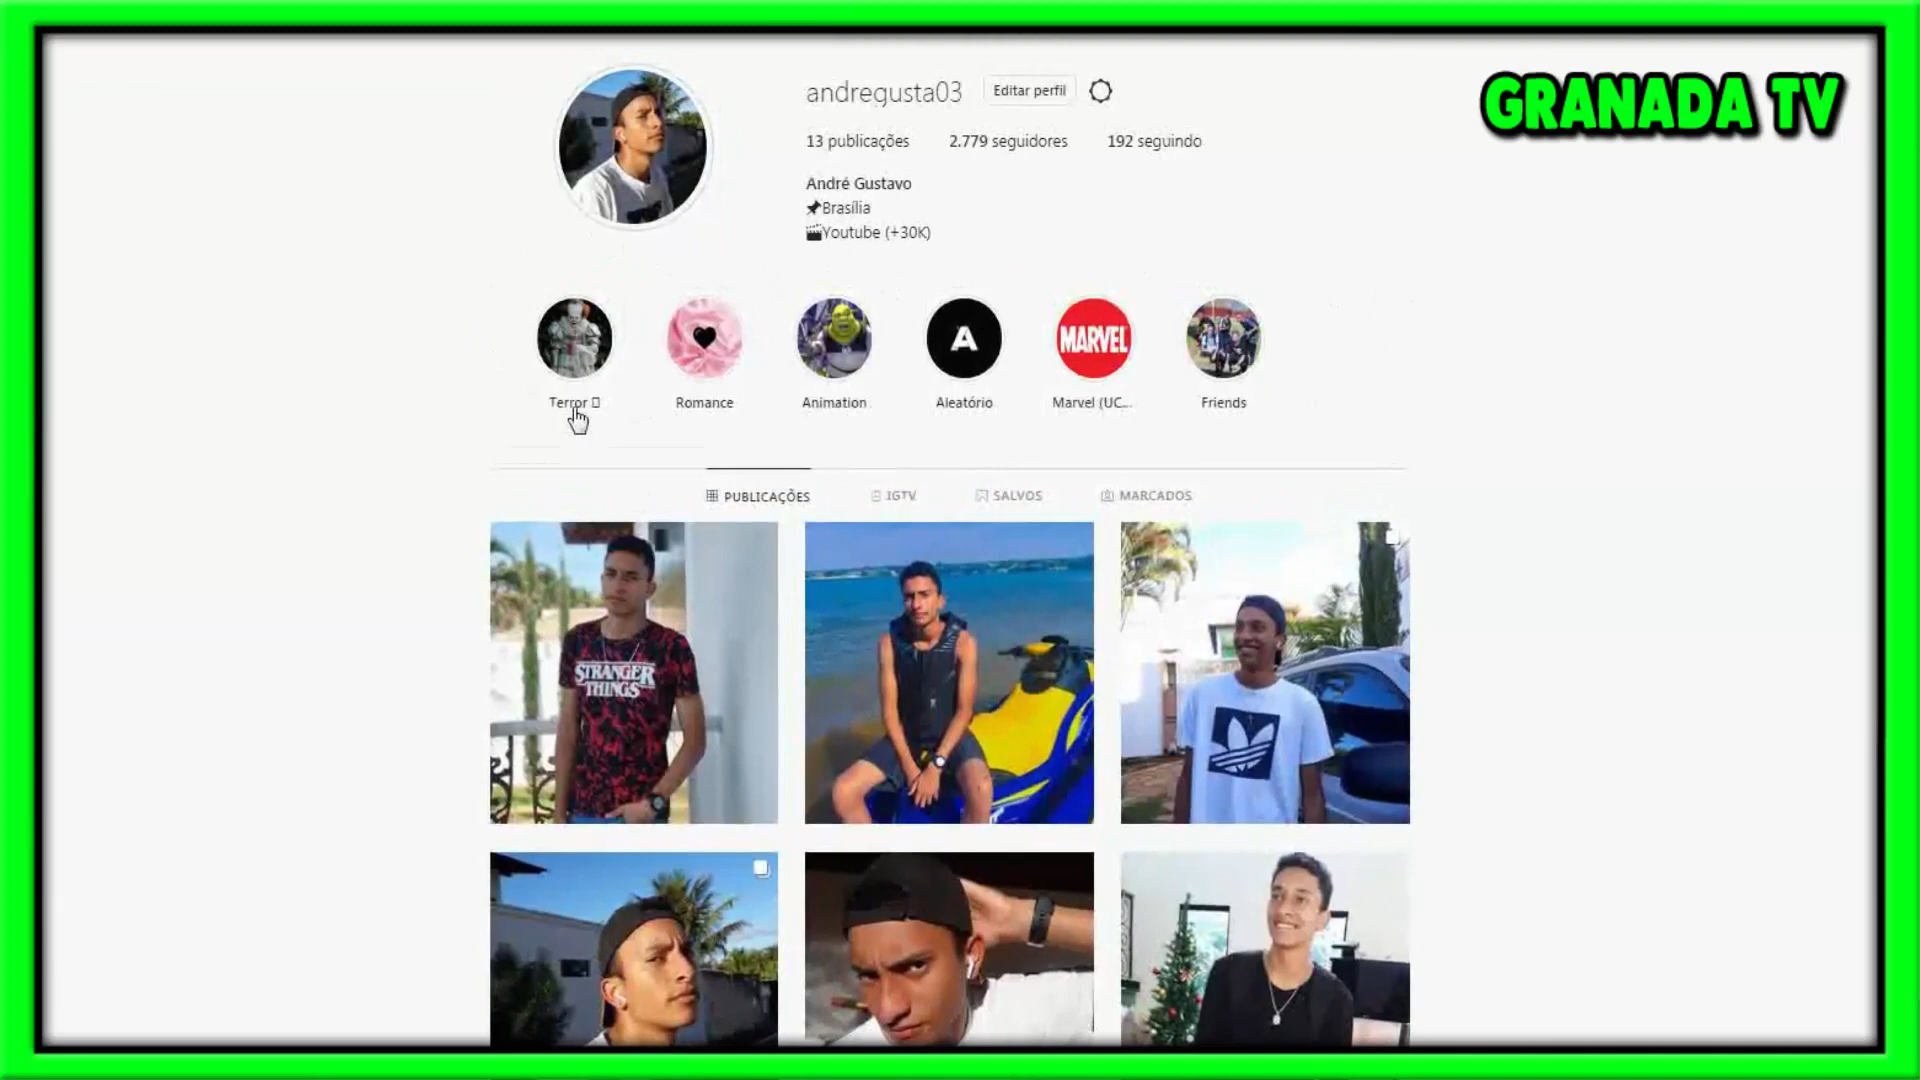 GRANADA TV
andregusta03 Editar perfil
13 publicações 2.779 seguidores 192 seguindo
André Gustavo
📌Brasília
🎬Youtube (+30K)
A MARVEL
Terror Romance Animation Aleatório Marvel (UC... Friends
PUBLICAÇÕES IGTV SALVOS MARCADOS
STRANGER
THINGS